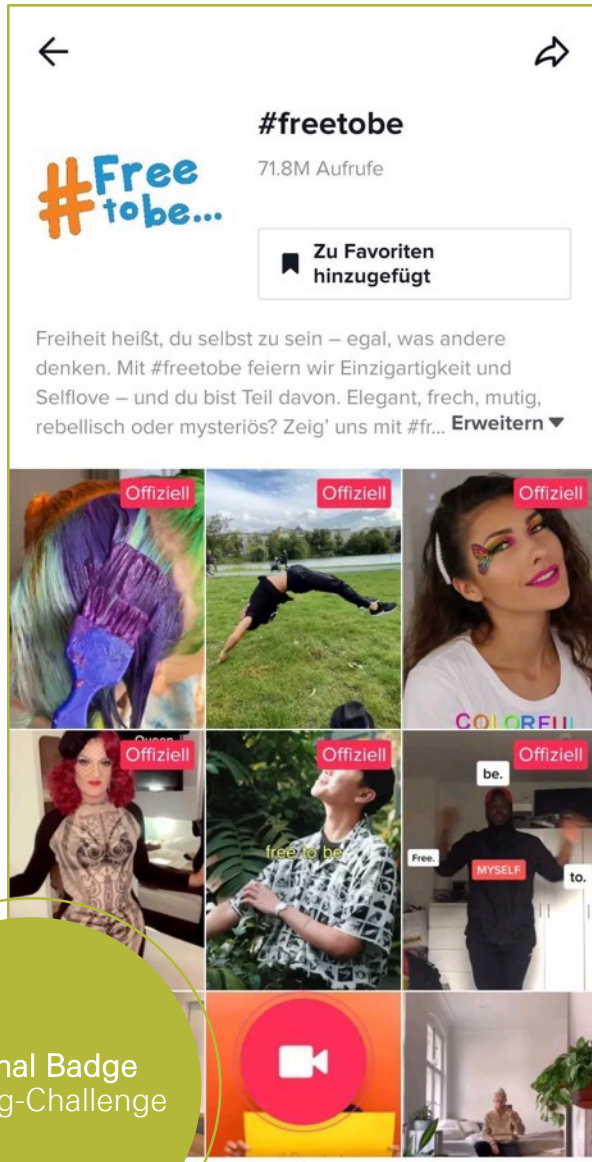 #freetobe
71.8M Aufrufe
#Free
to be...
Zu Favoriten
hinzugefügt
Freiheit heißt, du selbst zu sein – egal, was andere
denken. Mit #freetobe feiern wir Einzigartigkeit und
Selflove – und du bist Teil davon. Elegant, frech, mutig,
rebellisch oder mysteriös? Zeig' uns mit #fr... Erweitern
Offiziell
Offiziell
Offiziell
COLORFUL
Offiziell
Offiziell
Offiziell
free to be
be.
Free.
MYSELF
to.
nal Badge
g-Challenge